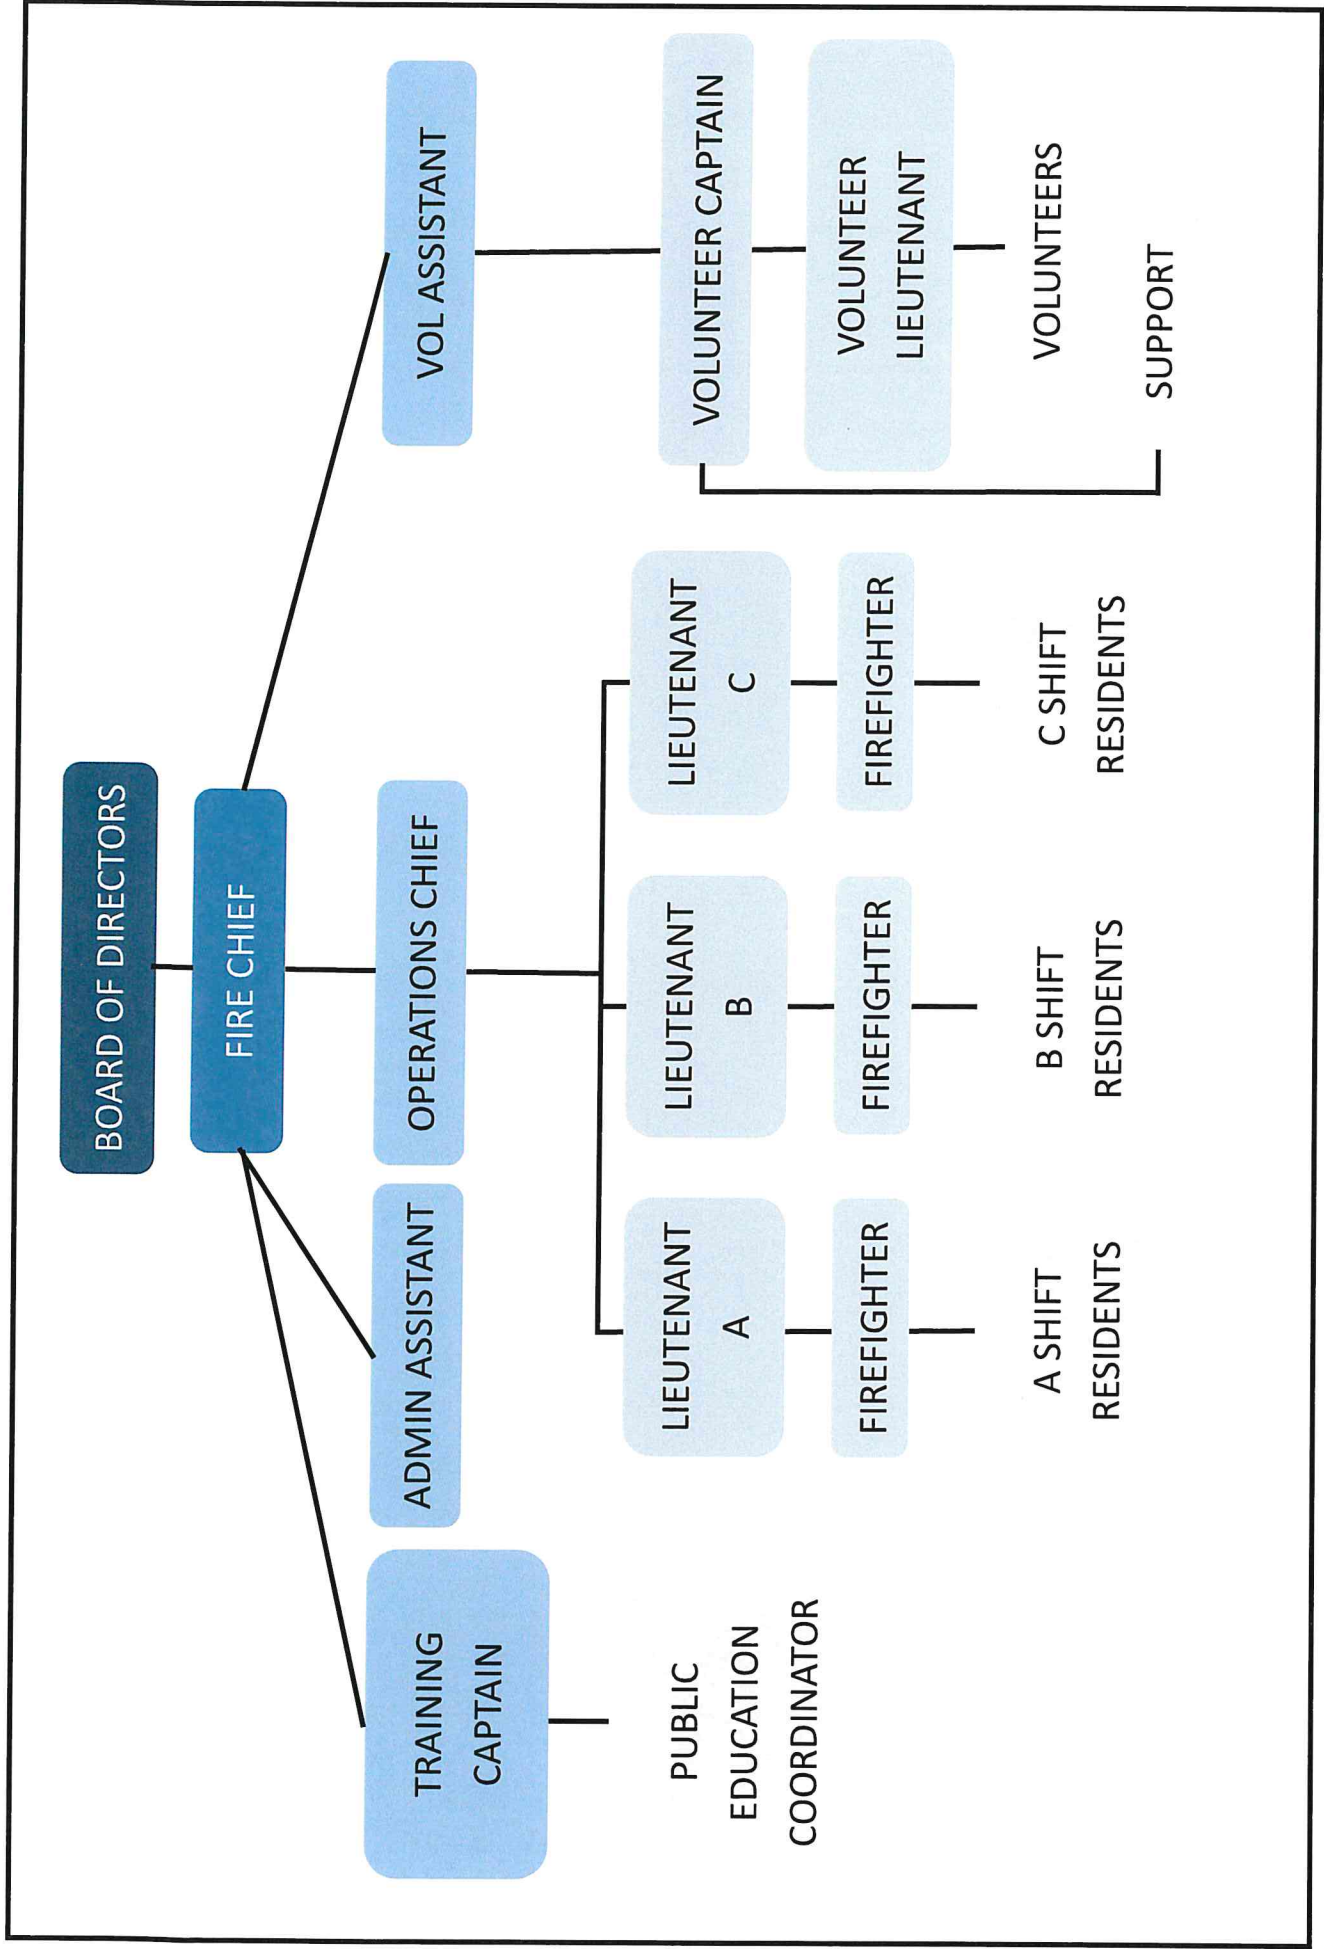 BOARD OF DIRECTORS
FIRE CHIEF
TRAINING
CAPTAIN
ADMIN ASSISTANT
OPERATIONS CHIEF
VOL ASSISTANT
PUBLIC
EDUCATION
COORDINATOR
LIEUTENANT
A
LIEUTENANT
B
LIEUTENANT
C
VOLUNTEER CAPTAIN
FIREFIGHTER
FIREFIGHTER
FIREFIGHTER
VOLUNTEER
LIEUTENANT
A SHIFT
RESIDENTS
B SHIFT
RESIDENTS
C SHIFT
RESIDENTS
VOLUNTEERS
SUPPORT